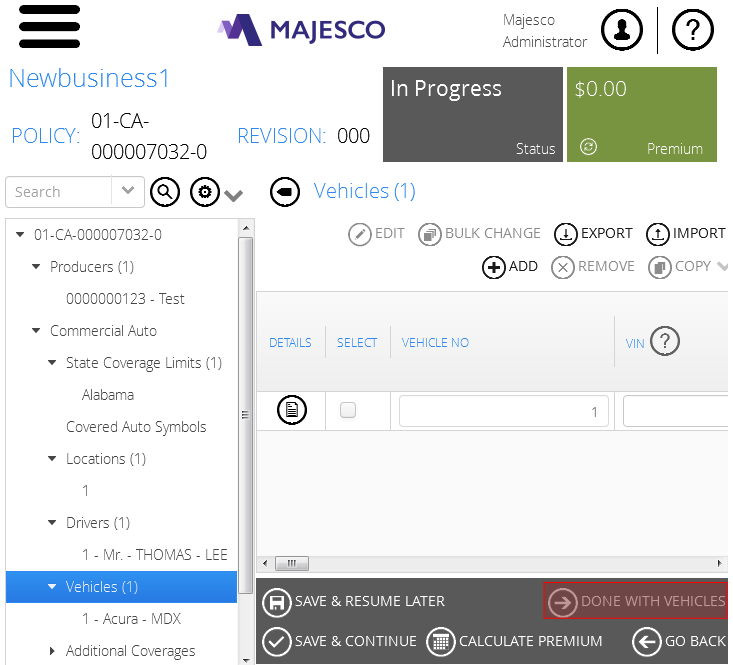 MAJESCO
Majesco
Administrator
?
Newbusiness1
POLICY: 01-CA-
000007032-0
REVISION: 000
In Progress
Status
$0.00
Premium
Search
Vehicles (1)
01-CA-000007032-0
Producers (1)
0000000123 - Test
Commercial Auto
State Coverage Limits (1)
Alabama
Covered Auto Symbols
Locations (1)
1
Drivers (1)
1 - Mr. - THOMAS - LEE
Vehicles (1)
1 - Acura - MDX
Additional Coverages
EDIT BULK CHANGE EXPORT IMPORT
ADD REMOVE COPY
DETAILS SELECT VEHICLE NO VIN ?
1
SAVE & RESUME LATER DONE WITH VEHICLES
SAVE & CONTINUE CALCULATE PREMIUM GO BACK